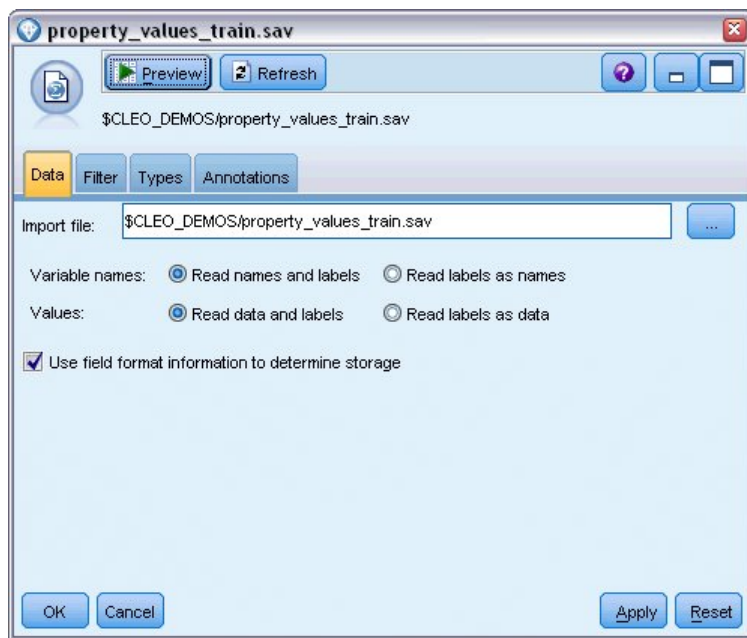 property_values_train.sav
Preview Refresh
$CLEO_DEMOS/property_values_train.sav
Data Filter Types Annotations
Import file: $CLEO_DEMOS/property_values_train.sav ...
Variable names: Read names and labels Read labels as names
Values: Read data and labels Read labels as data
Use field format information to determine storage
OK Cancel Apply Reset